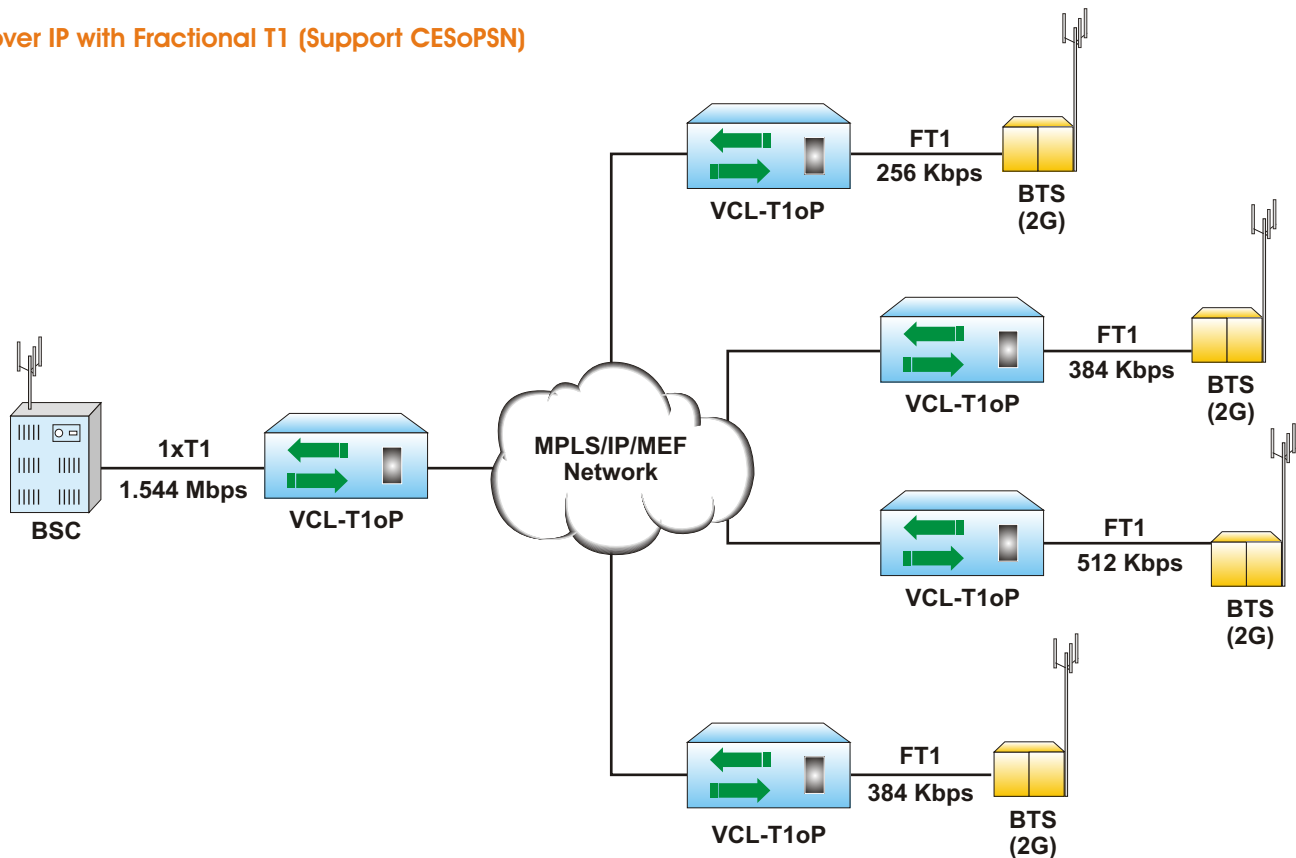 over IP with Fractional T1 (Support CESoPSN)
FT1
256 Kbps
VCL-T1oP
BTS
(2G)
FT1
384 Kbps
VCL-T1oP
BTS
(2G)
1xT1
1.544 Mbps
BSC
VCL-T1oP
MPLS/IP/MEF
Network
FT1
512 Kbps
VCL-T1oP
BTS
(2G)
FT1
384 Kbps
VCL-T1oP
BTS
(2G)